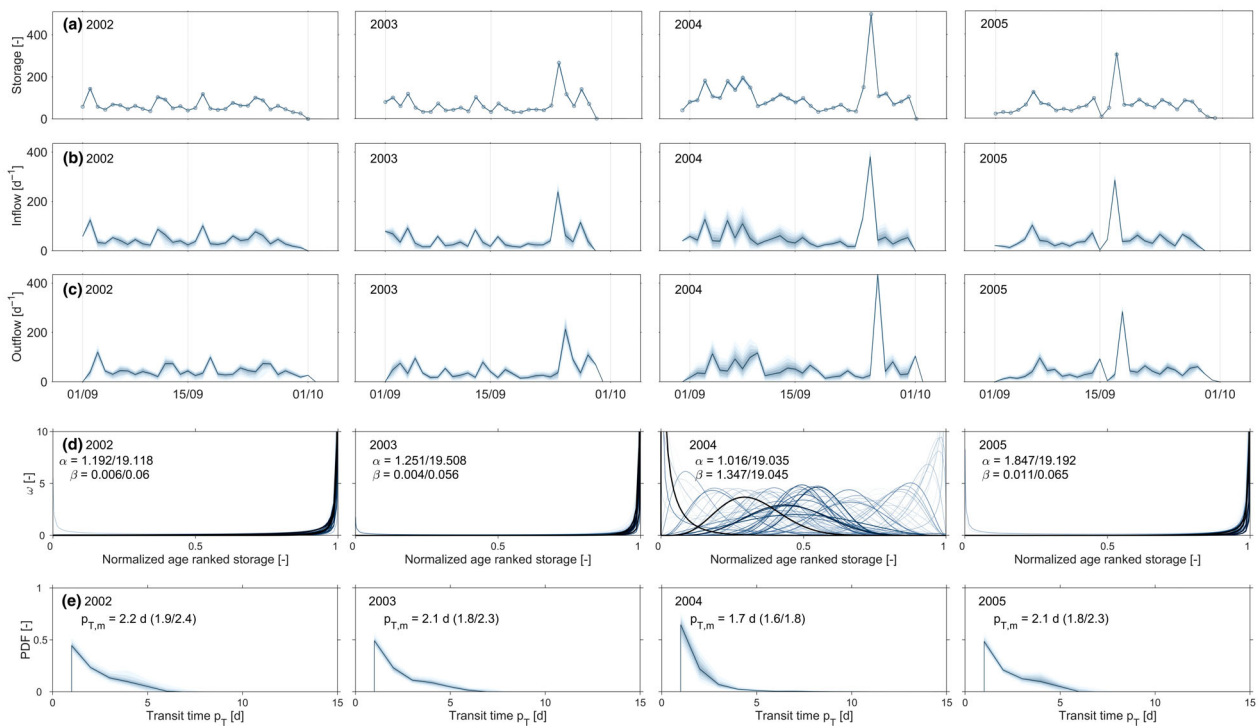 (a) 2002 2003 2004 2005
Storage [-]
400
200
0
(b) 2002 2003 2004 2005
Inflow [d⁻¹]
400
200
0
(c) 2002 2003 2004 2005
Outflow [d⁻¹]
400
200
0
01/09 15/09 01/10 01/09 15/09 01/10 01/09 15/09 01/10 01/09 15/09 01/10
(d) 2002 2003 2004 2005
α = 1.192/19.118 α = 1.251/19.508 α = 1.016/19.035 α = 1.847/19.192
β = 0.006/0.06 β = 0.004/0.056 β = 1.347/19.045 β = 0.011/0.065
ω [-]
10
5
0
0 0.5 1 0.5 1 0.5 1 0.5 1
Normalized age ranked storage [-] Normalized age ranked storage [-] Normalized age ranked storage [-] Normalized age ranked storage [-]
(e) 2002 2003 2004 2005
p_T,m = 2.2 d (1.9/2.4) p_T,m = 2.1 d (1.8/2.3) p_T,m = 1.7 d (1.6/1.8) p_T,m = 2.1 d (1.8/2.3)
PDF [-]
1
0.5
0
0 5 10 15 5 10 15 5 10 15 5 10 15
Transit time p_T [d] Transit time p_T [d] Transit time p_T [d] Transit time p_T [d]